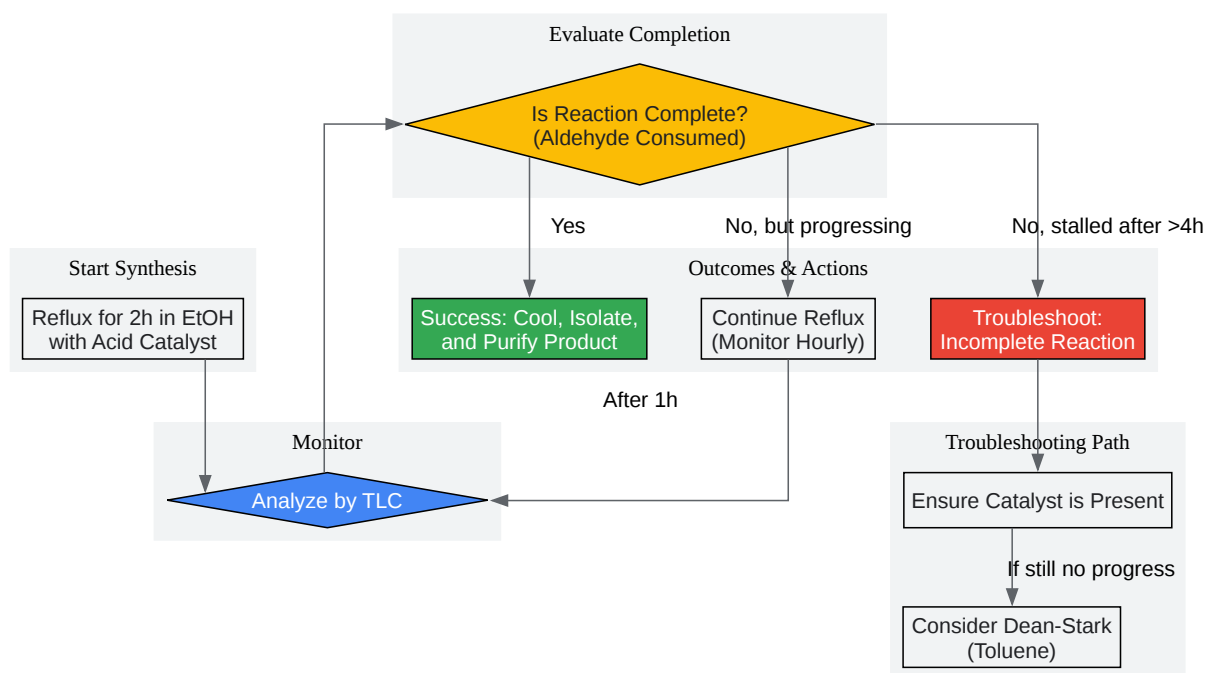 Evaluate Completion
Is Reaction Complete?
(Aldehyde Consumed)
Yes
No, but progressing
No, stalled after >4h
Start Synthesis
Reflux for 2h in EtOH
with Acid Catalyst
Outcomes & Actions
Success: Cool, Isolate,
and Purify Product
Continue Reflux
(Monitor Hourly)
Troubleshoot:
Incomplete Reaction
After 1h
Monitor
Analyze by TLC
Troubleshooting Path
Ensure Catalyst is Present
If still no progress
Consider Dean-Stark
(Toluene)